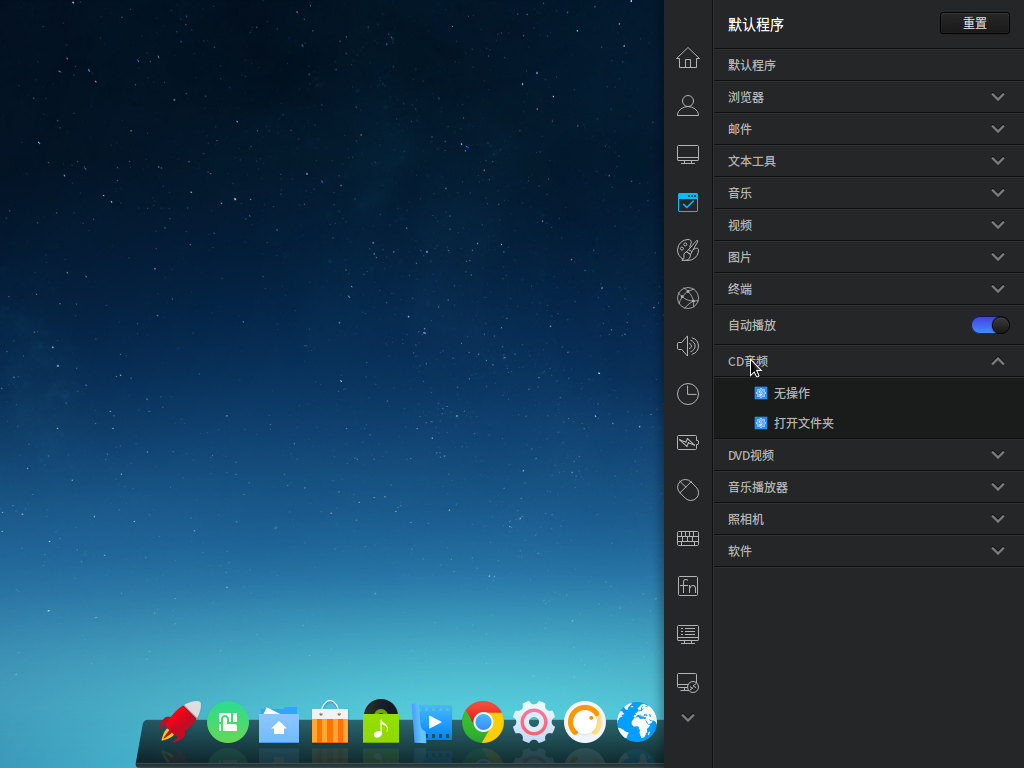 默认程序
重置
默认程序
浏览器
邮件
文本工具
音乐
视频
图片
终端
自动播放
CD音频
无操作
打开文件夹
DVD视频
音乐播放器
照相机
软件
fn